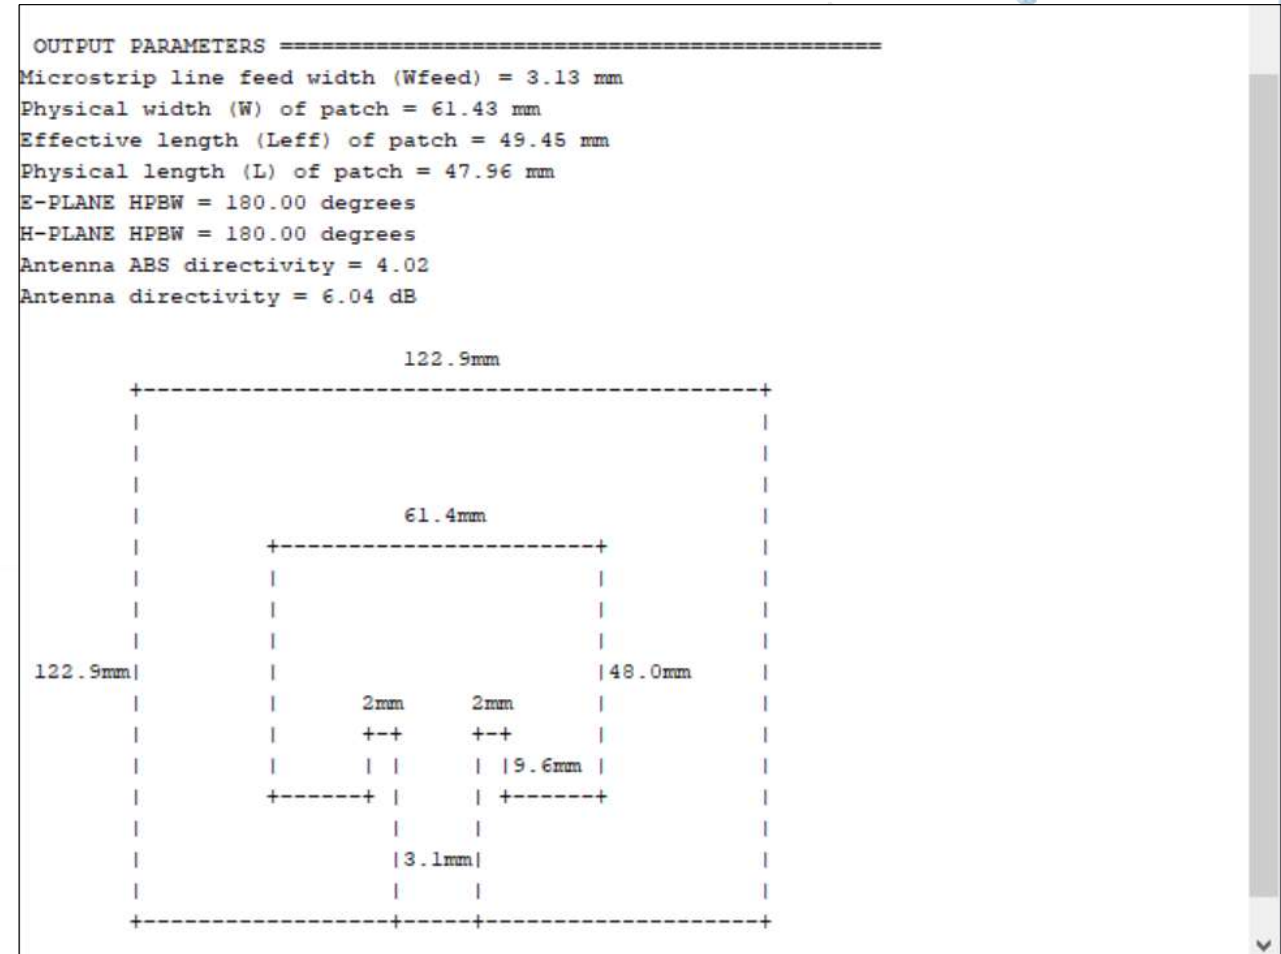 OUTPUT PARAMETERS ============================================
Microstrip line feed width (Wfeed) = 3.13 mm
Physical width (W) of patch = 61.43 mm
Effective length (Leff) of patch = 49.45 mm
Physical length (L) of patch = 47.96 mm
E-PLANE HPBW = 180.00 degrees
H-PLANE HPBW = 180.00 degrees
Antenna ABS directivity = 4.02
Antenna directivity = 6.04 dB
122.9mm
61.4mm
122.9mm 48.0mm
2mm 2mm
9.6mm
3.1mm